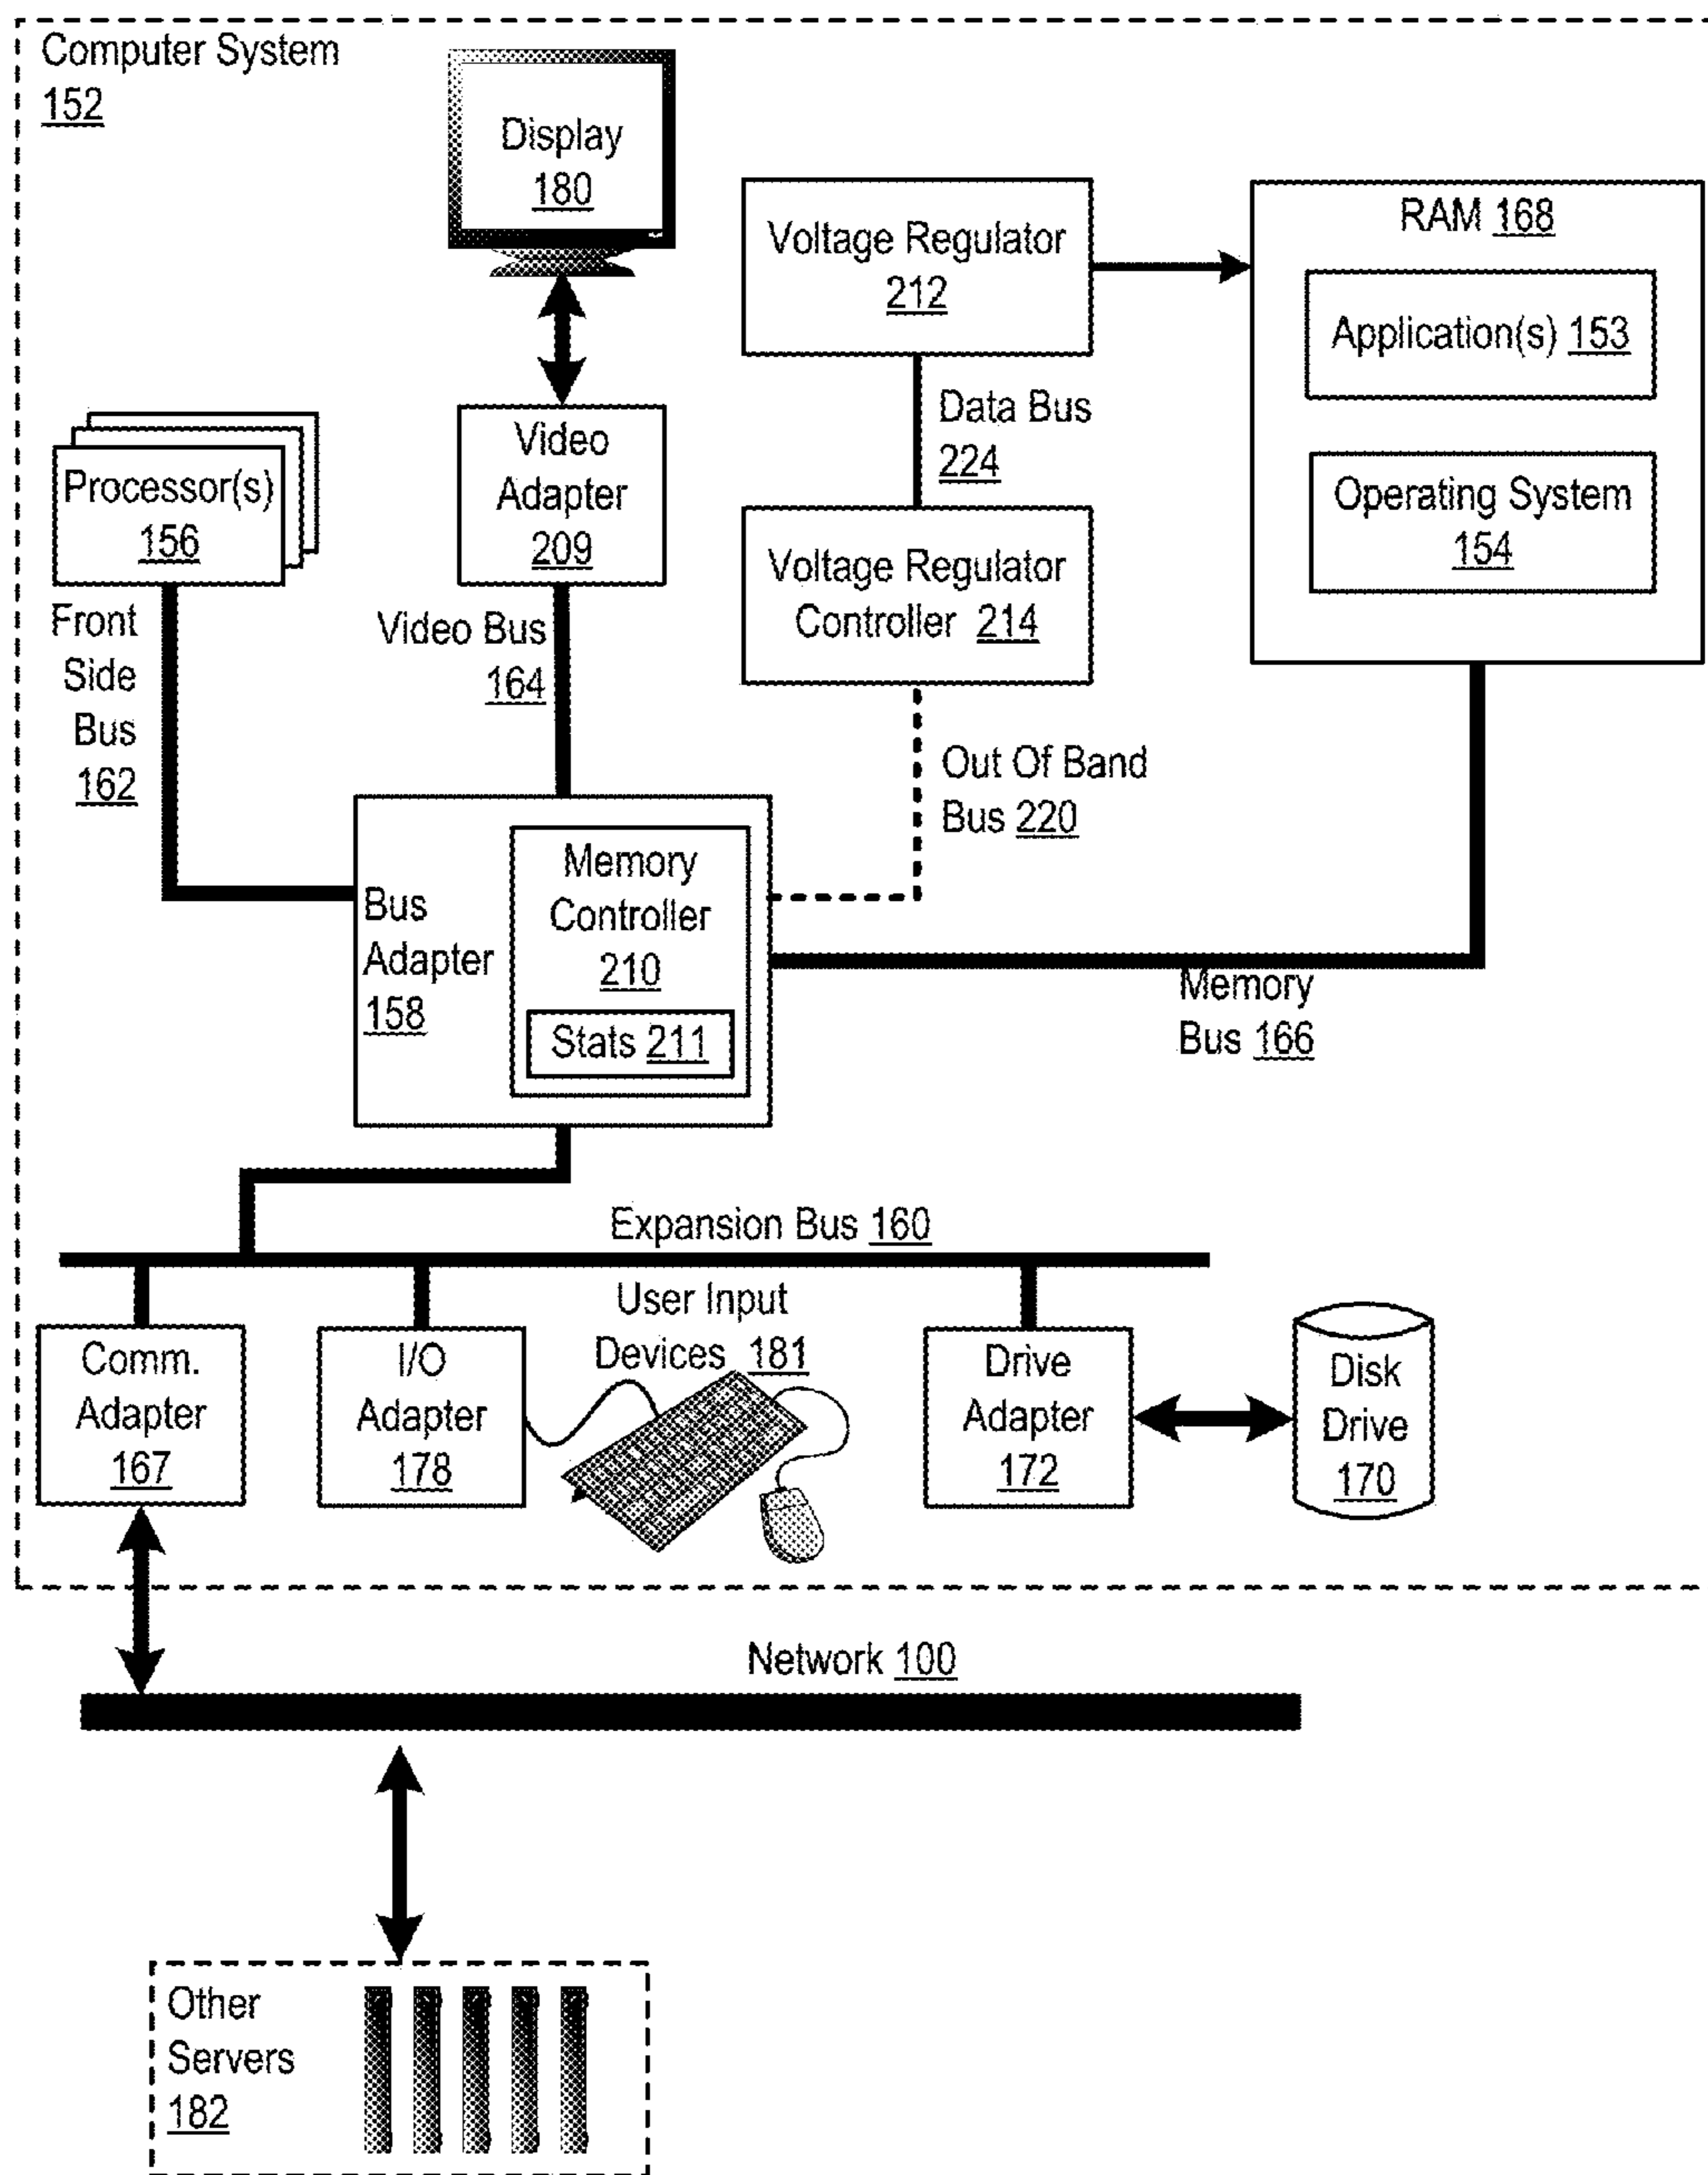 Computer System
152
Display
180
Voltage Regulator
212
RAM 168
Application(s) 153
Operating System
154
Data Bus
224
Voltage Regulator
Controller 214
Processor(s)
156
Video
Adapter
209
Front
Side
Bus
162
Video Bus
164
Out Of Band
Bus 220
Bus
Adapter
158
Memory
Controller
210
Stats 211
Memory
Bus 166
Expansion Bus 160
Comm.
Adapter
167
I/O
Adapter
178
User Input
Devices 181
Drive
Adapter
172
Disk
Drive
170
Network 100
Other
Servers
182